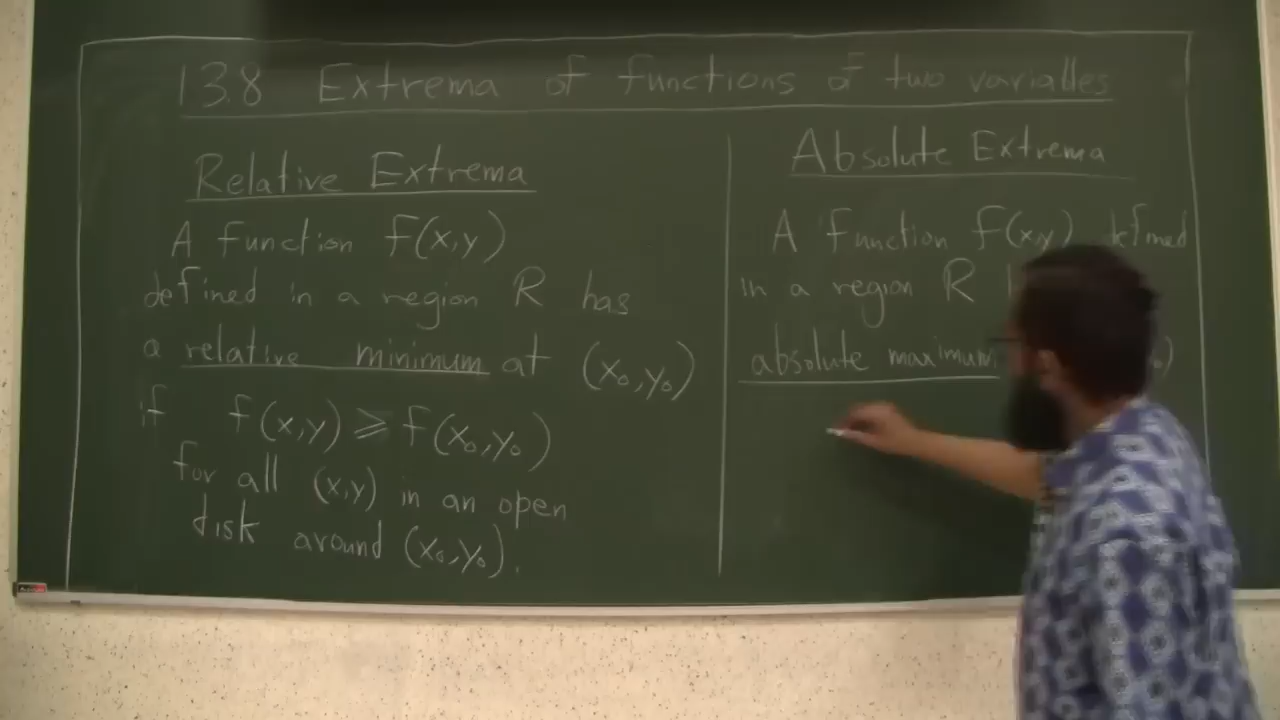 13.8 Extrema of functions of two variables
Relative Extrema
A function f(x,y)
defined in a region R has
a relative minimum at (x₀,y₀)
if f(x,y) ⩾ f(x₀,y₀)
for all (x,y) in an open
disk around (x₀,y₀).
Absolute Extrema
A function f(x,y) defined
in a region R
absolute maximum